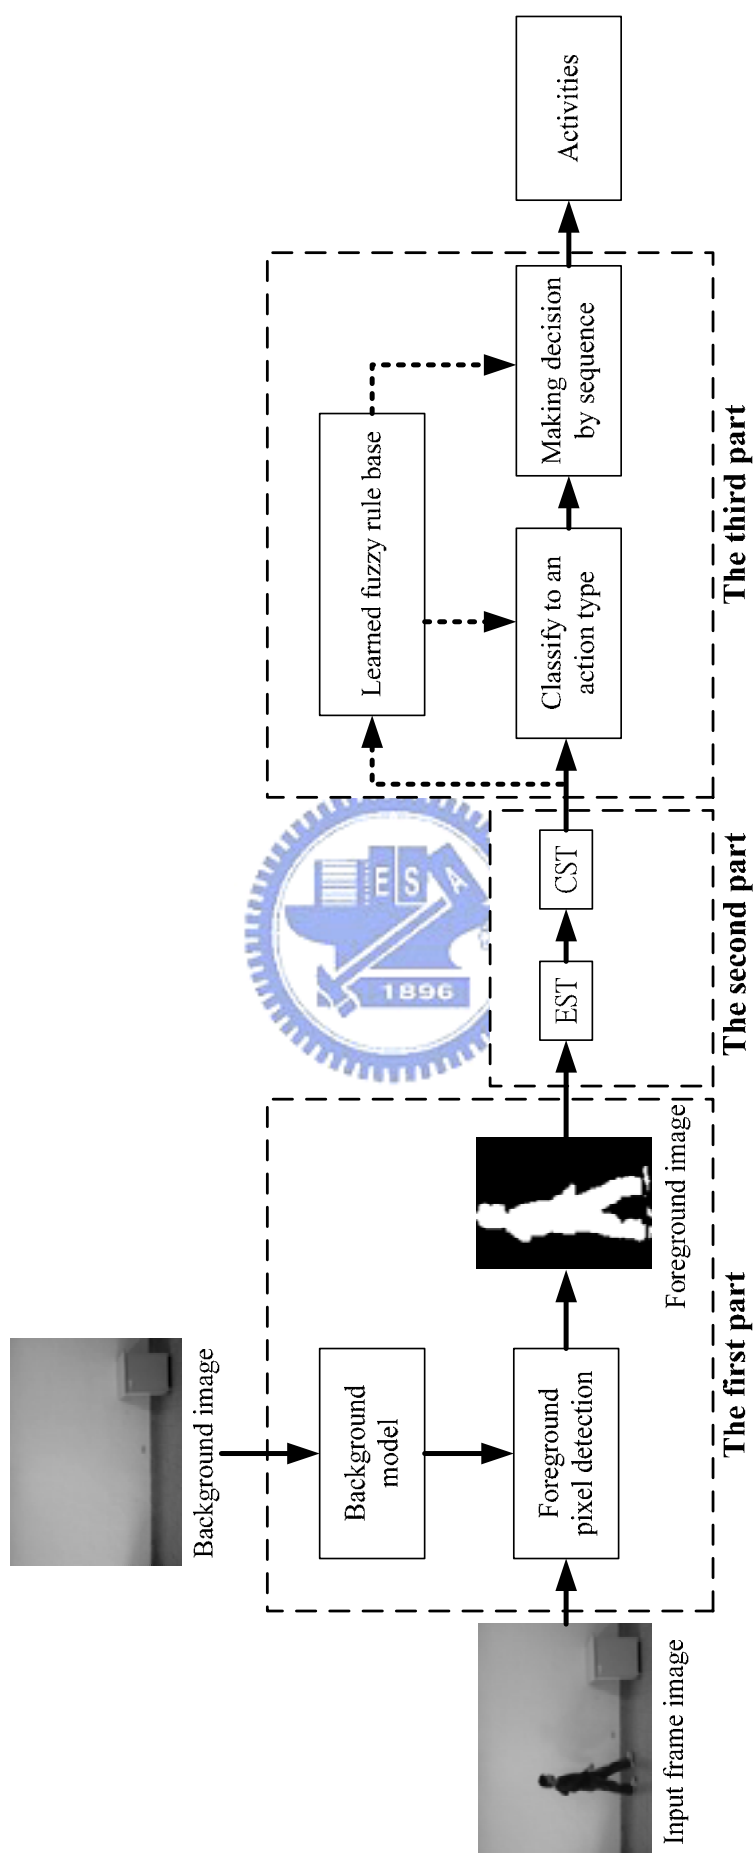 Background image
Input frame image
Background
model
Foreground
pixel detection
Foreground image
The first part
EST
CST
The second part
Learned fuzzy rule base
Classify to an
action type
Making decision
by sequence
The third part
Activities
E S A
1896